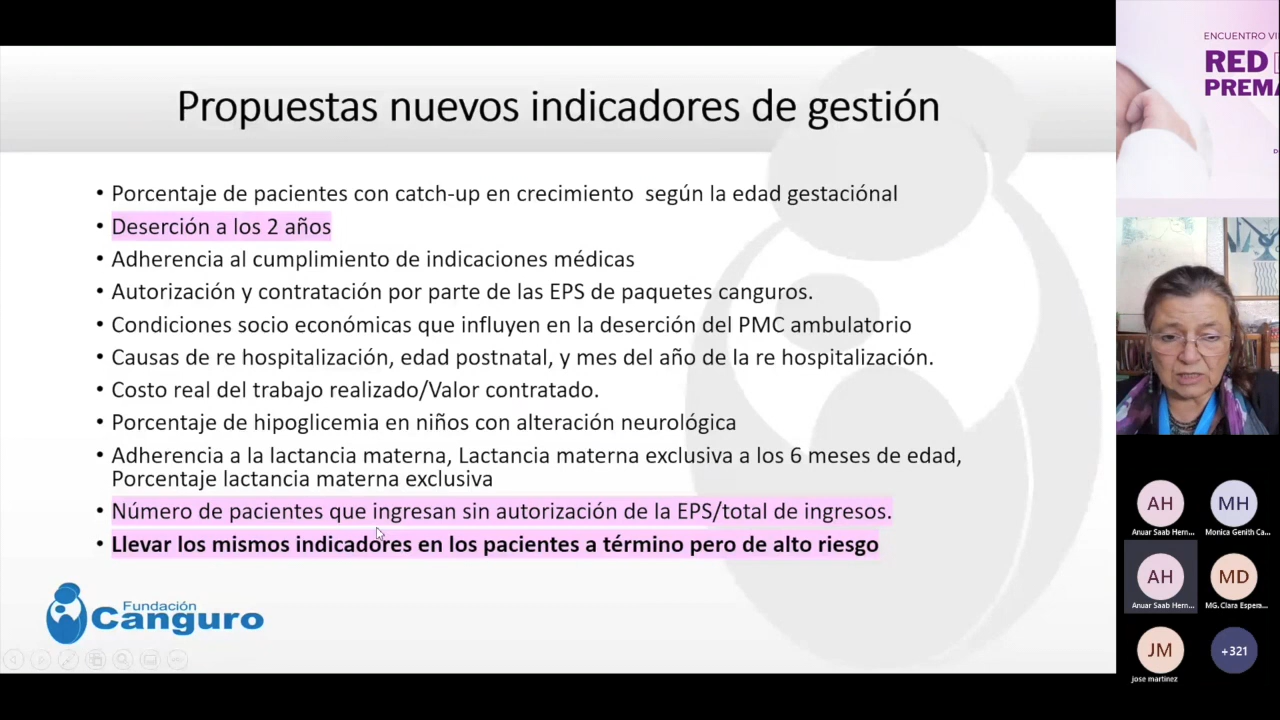 Propuestas nuevos indicadores de gestión
• Porcentaje de pacientes con catch-up en crecimiento según la edad gestaciónal
• Deserción a los 2 años
• Adherencia al cumplimiento de indicaciones médicas
• Autorización y contratación por parte de las EPS de paquetes canguros.
• Condiciones socio económicas que influyen en la deserción del PMC ambulatorio
• Causas de re hospitalización, edad postnatal, y mes del año de la re hospitalización.
• Costo real del trabajo realizado/Valor contratado.
• Porcentaje de hipoglicemia en niños con alteración neurológica
• Adherencia a la lactancia materna, Lactancia materna exclusiva a los 6 meses de edad,
Porcentaje lactancia materna exclusiva
• Número de pacientes que ingresan sin autorización de la EPS/total de ingresos.
• Llevar los mismos indicadores en los pacientes a término pero de alto riesgo
Fundación
Canguro
ENCUENTRO VI
RED
PREMA
AH
Anuar Saab Hern...
MH
Monica Genith Ca...
AH
Anuar Saab Hern...
MD
MG. Clara Espera...
JM
jose martinez
+321